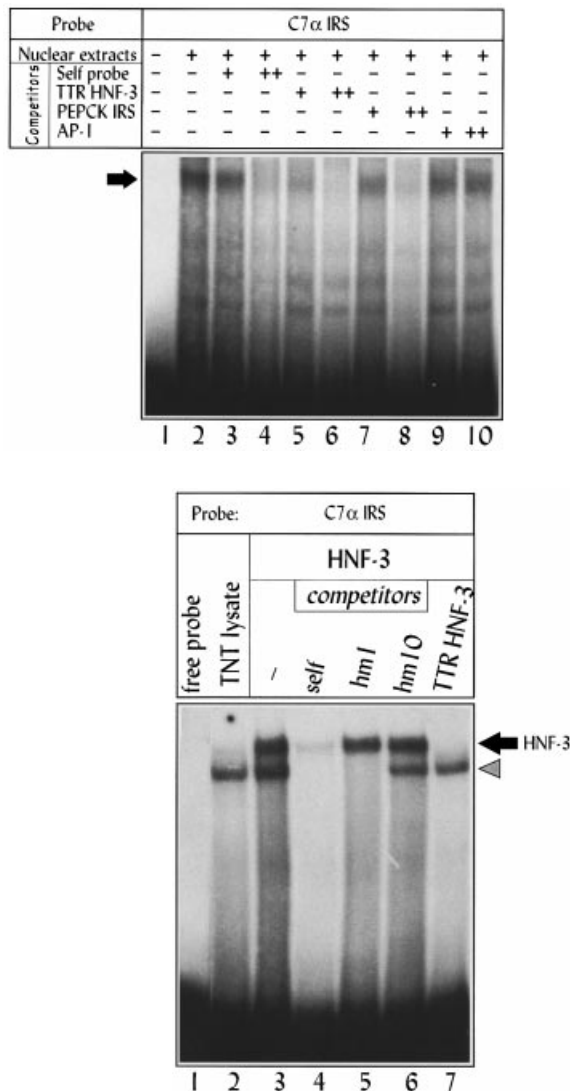 Probe C7α IRS
Nuclear extracts – + + + + + + + + +
Competitors
Self probe – – + ++ – – – – – –
TTR HNF-3 – – – – + ++ – – – –
PEPCK IRS – – – – – – + ++ – –
AP-1 – – – – – – – – + ++
1 2 3 4 5 6 7 8 9 10
Probe: C7α IRS
HNF-3
competitors
free probe
TNT lysate
/
self
hm1
hm10
TTR HNF-3
HNF-3
1 2 3 4 5 6 7